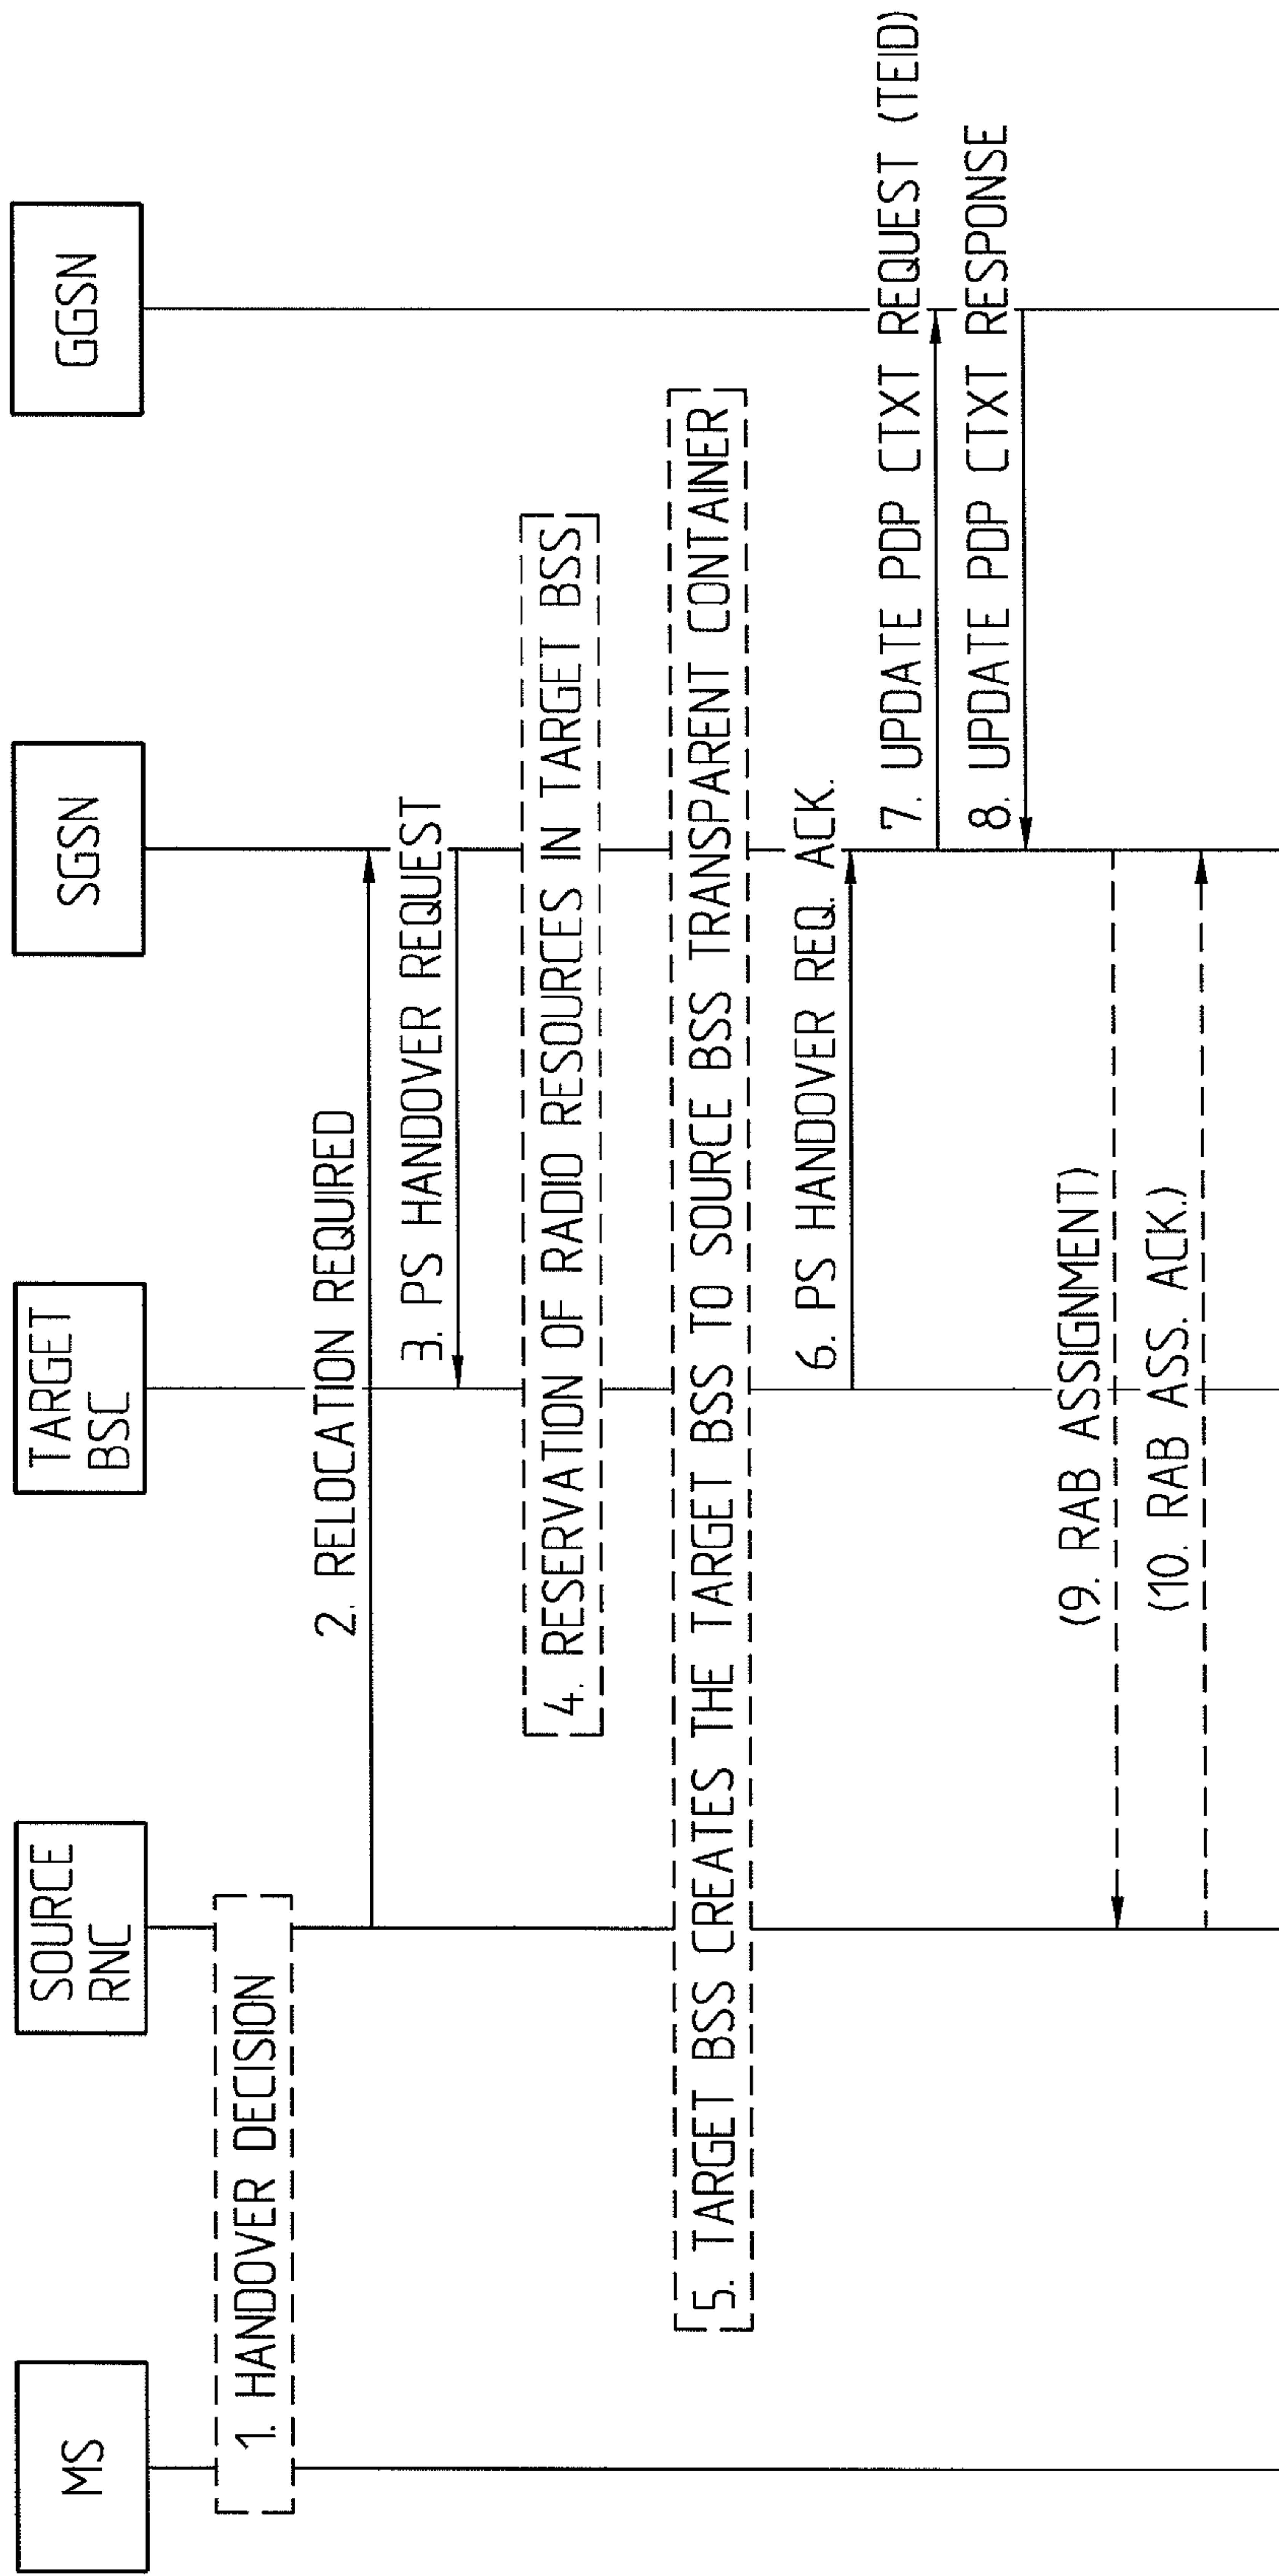 MS
SOURCE
RNC
TARGET
BSC
SGSN
GGSN
1. HANDOVER DECISION
2. RELOCATION REQUIRED
3. PS HANDOVER REQUEST
4. RESERVATION OF RADIO RESOURCES IN TARGET BSS
5. TARGET BSS CREATES THE TARGET BSS TO SOURCE BSS TRANSPARENT CONTAINER
6. PS HANDOVER REQ. ACK.
7. UPDATE PDP CTXT REQUEST (TEID)
8. UPDATE PDP CTXT RESPONSE
(9. RAB ASSIGNMENT)
(10. RAB ASS. ACK.)